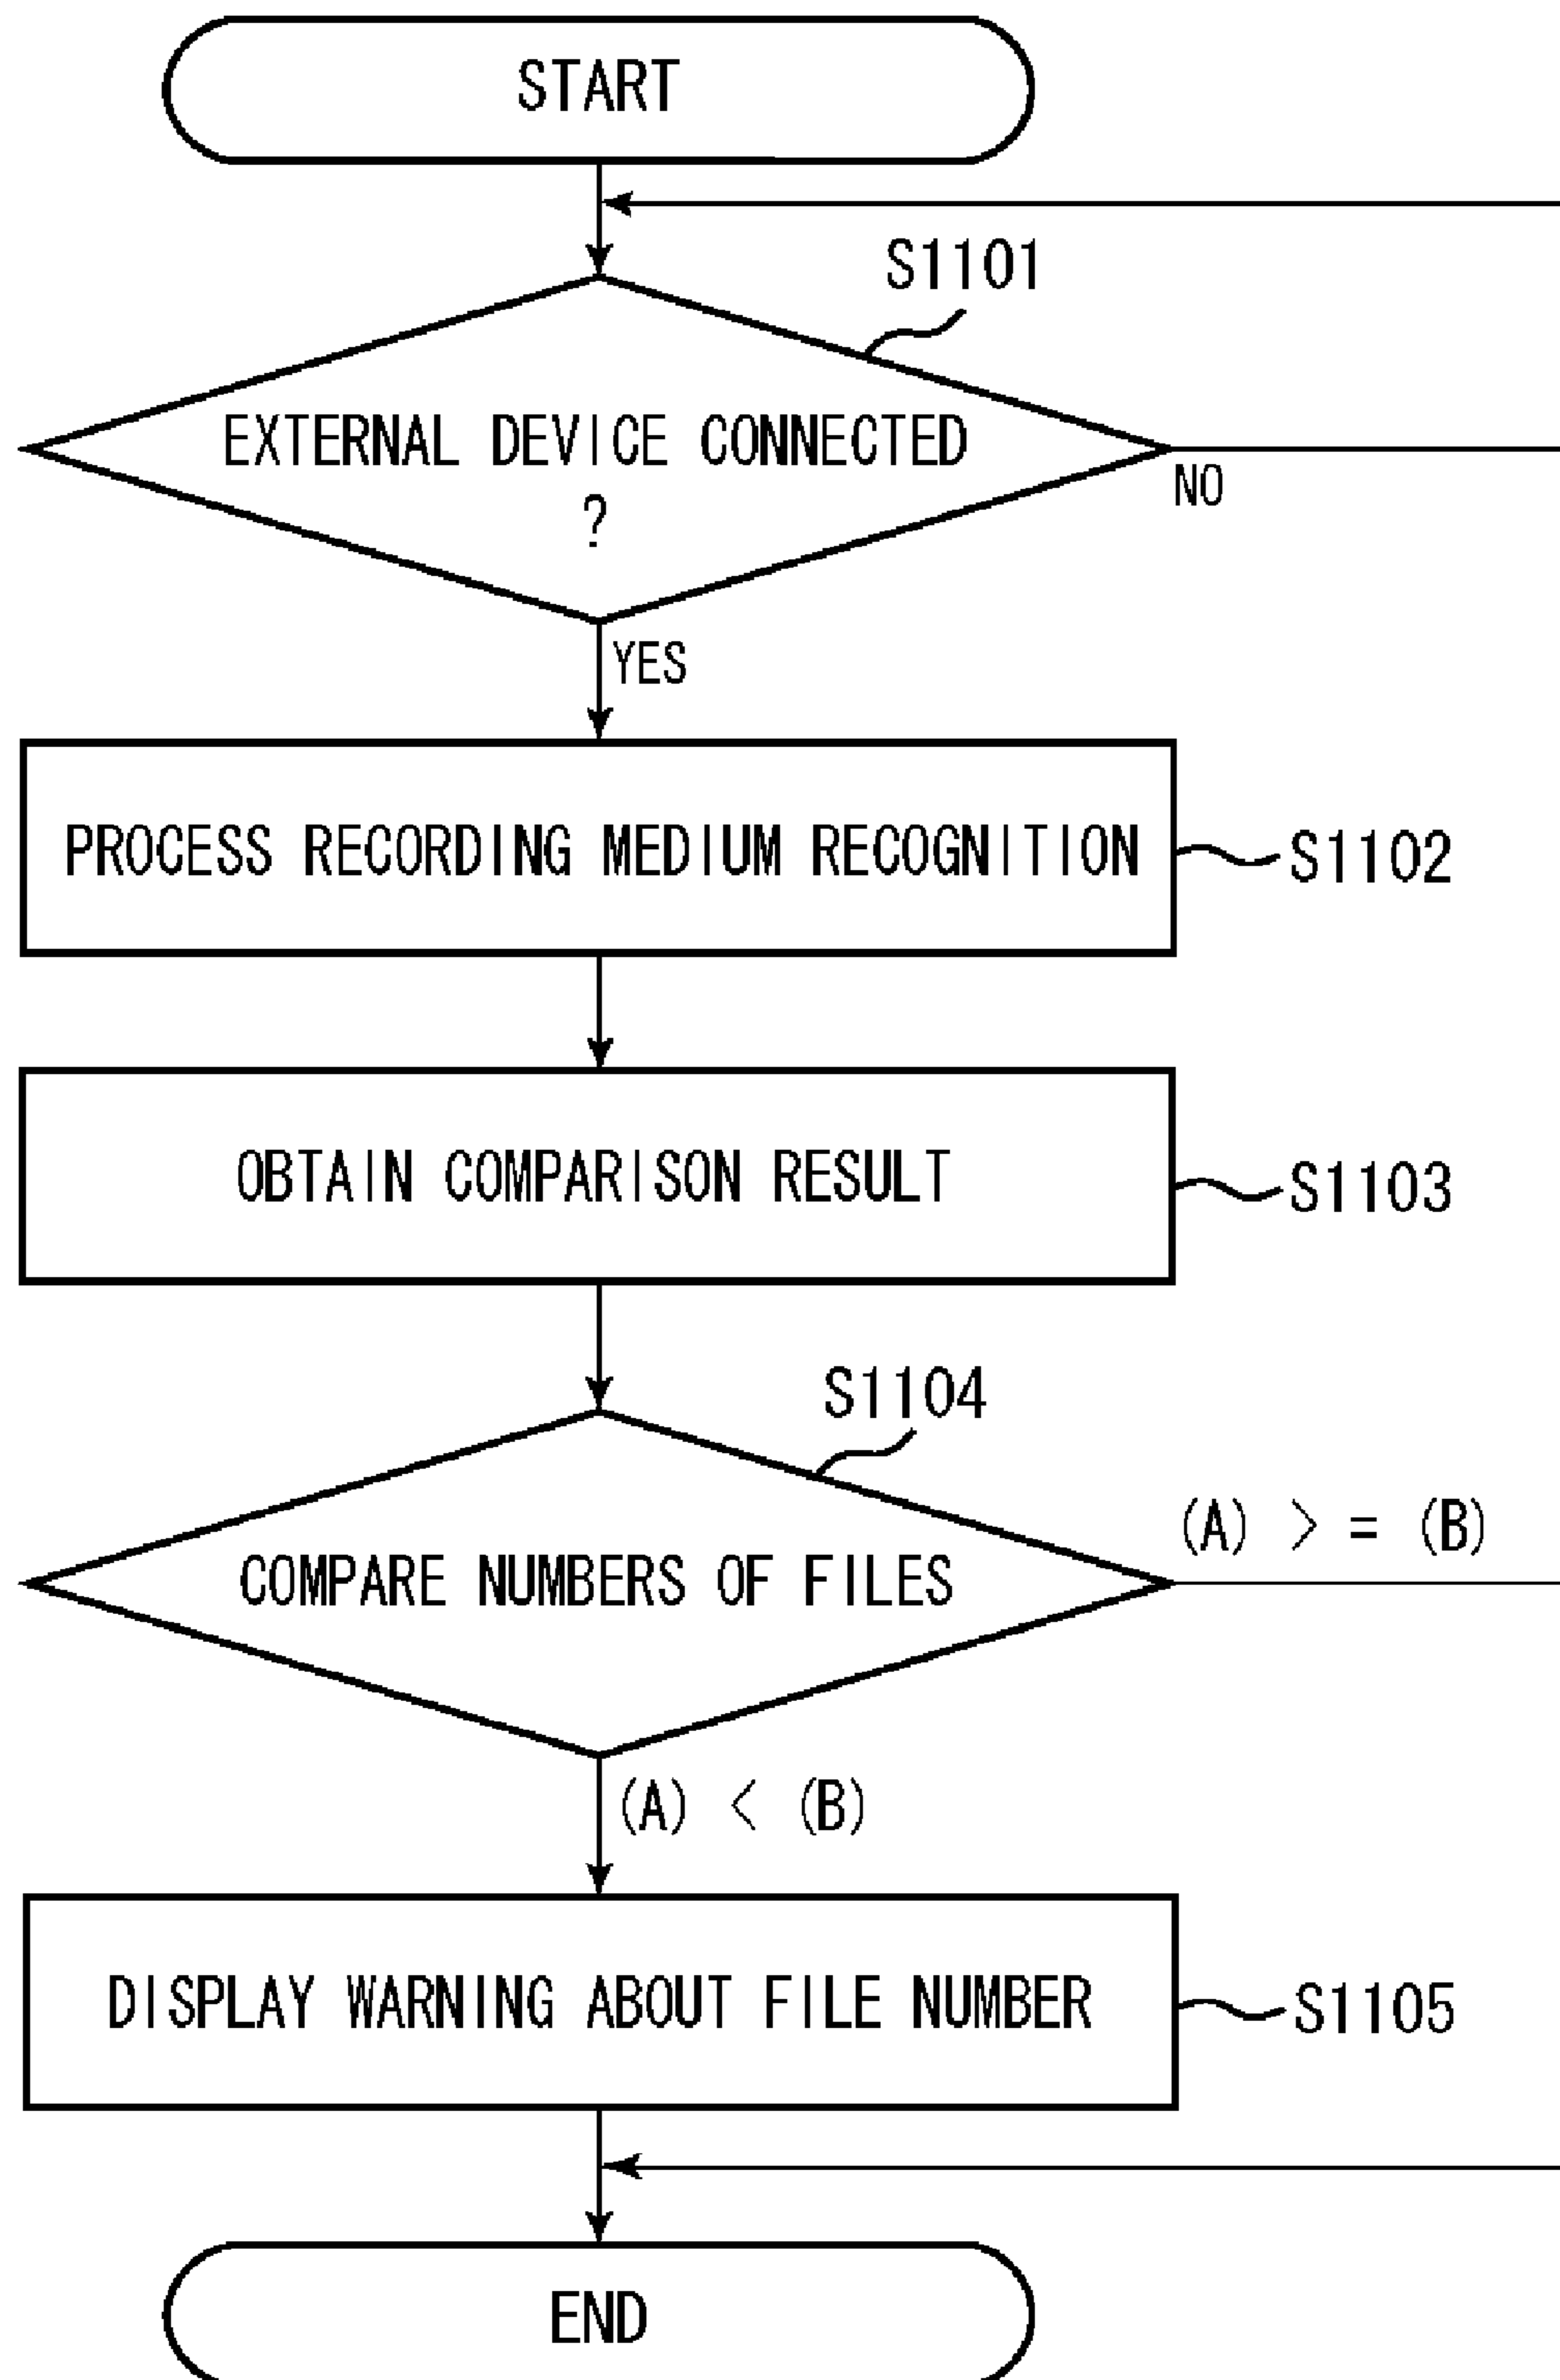 START
S1101
EXTERNAL DEVICE CONNECTED
?
NO
YES
PROCESS RECORDING MEDIUM RECOGNITION
S1102
OBTAIN COMPARISON RESULT
S1103
S1104
(A) > = (B)
COMPARE NUMBERS OF FILES
(A) < (B)
DISPLAY WARNING ABOUT FILE NUMBER
S1105
END